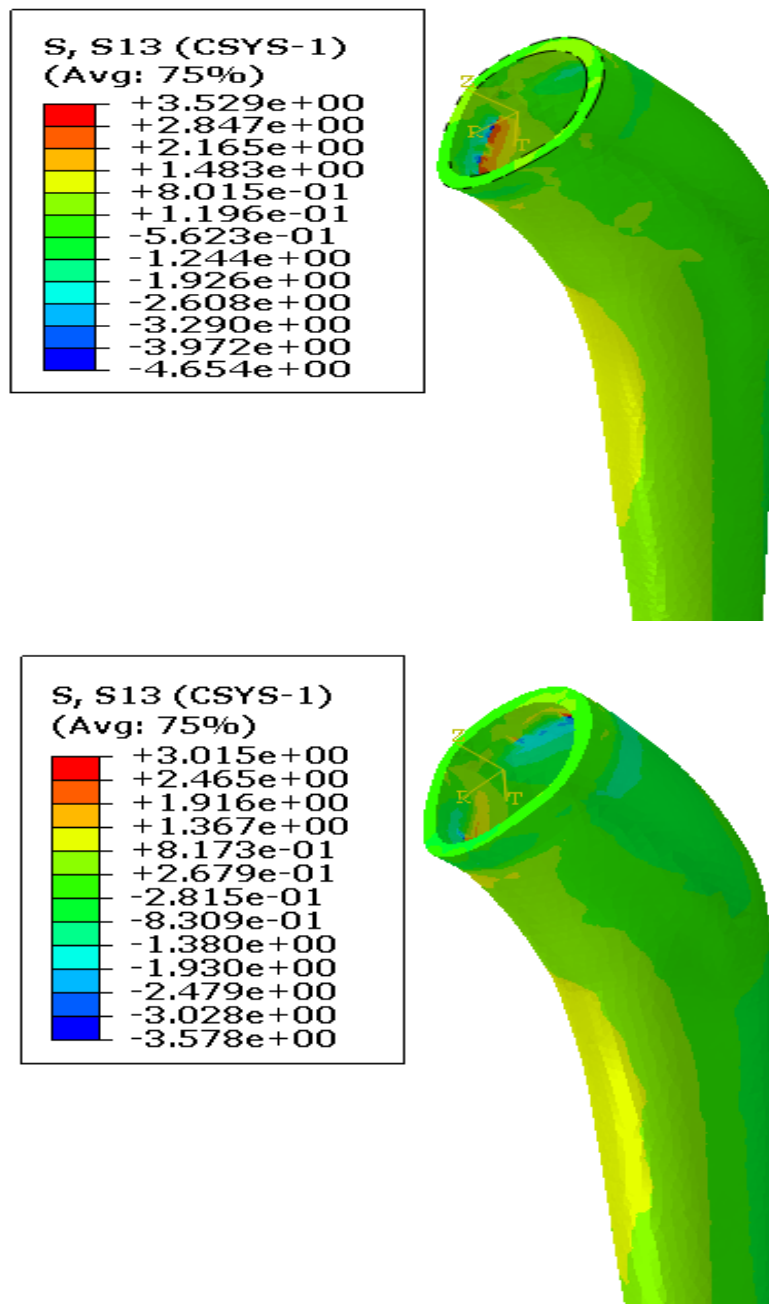 S, S13 (CSYS-1)
(Avg: 75%)
+3.529e+00
+2.847e+00
+2.165e+00
+1.483e+00
+8.015e-01
+1.196e-01
-5.623e-01
-1.244e+00
-1.926e+00
-2.608e+00
-3.290e+00
-3.972e+00
-4.654e+00
Z
R
T
S, S13 (CSYS-1)
(Avg: 75%)
+3.015e+00
+2.465e+00
+1.916e+00
+1.367e+00
+8.173e-01
+2.679e-01
-2.815e-01
-8.309e-01
-1.380e+00
-1.930e+00
-2.479e+00
-3.028e+00
-3.578e+00
Z
R
T